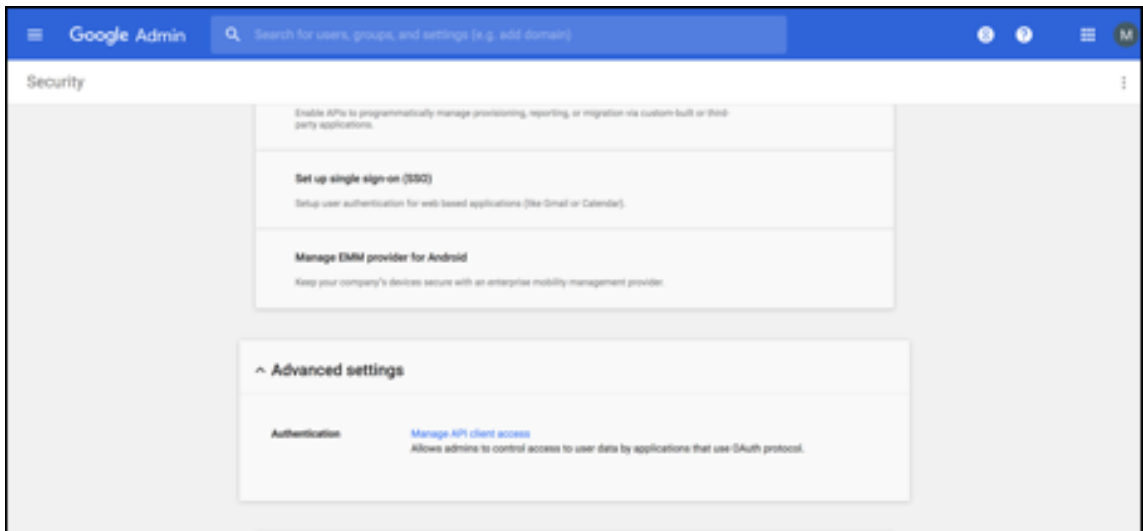 Google Admin
Search for users, groups, and settings (e.g. add domain)
M
Security
Enable APIs to programmatically manage provisioning, reporting, or migration via custom-built or third-
party applications.
Set up single sign-on (SSO)
Setup user authentication for web based applications (like Gmail or Calendar).
Manage EMM provider for Android
Keep your company's devices secure with an enterprise mobility management provider.
Advanced settings
Authentication
Manage API client access
Allows admins to control access to user data by applications that use OAuth protocol.